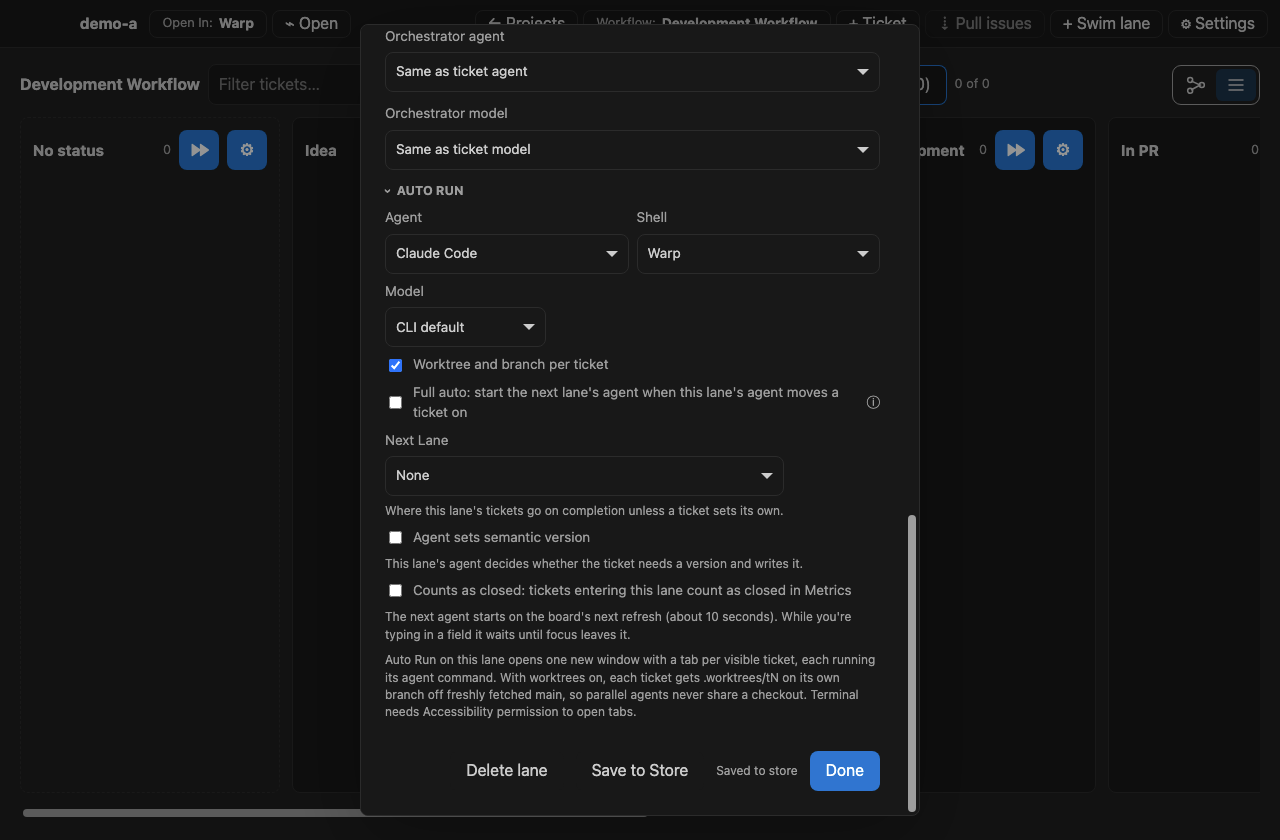 demo-a
Open In: Warp
Open
Projects
Workflow: Development Workflow
+ Ticket
Pull issues
+ Swim lane
Settings
Development Workflow
Filter tickets...
0)
0 of 0
No status
0
Idea
pment
0
In PR
0
Orchestrator agent
Same as ticket agent
Orchestrator model
Same as ticket model
AUTO RUN
Agent
Shell
Claude Code
Warp
Model
CLI default
Worktree and branch per ticket
Full auto: start the next lane's agent when this lane's agent moves a
ticket on
Next Lane
None
Where this lane's tickets go on completion unless a ticket sets its own.
Agent sets semantic version
This lane's agent decides whether the ticket needs a version and writes it.
Counts as closed: tickets entering this lane count as closed in Metrics
The next agent starts on the board's next refresh (about 10 seconds). While you're
typing in a field it waits until focus leaves it.
Auto Run on this lane opens one new window with a tab per visible ticket, each running
its agent command. With worktrees on, each ticket gets .worktrees/tN on its own
branch off freshly fetched main, so parallel agents never share a checkout. Terminal
needs Accessibility permission to open tabs.
Delete lane
Save to Store
Saved to store
Done